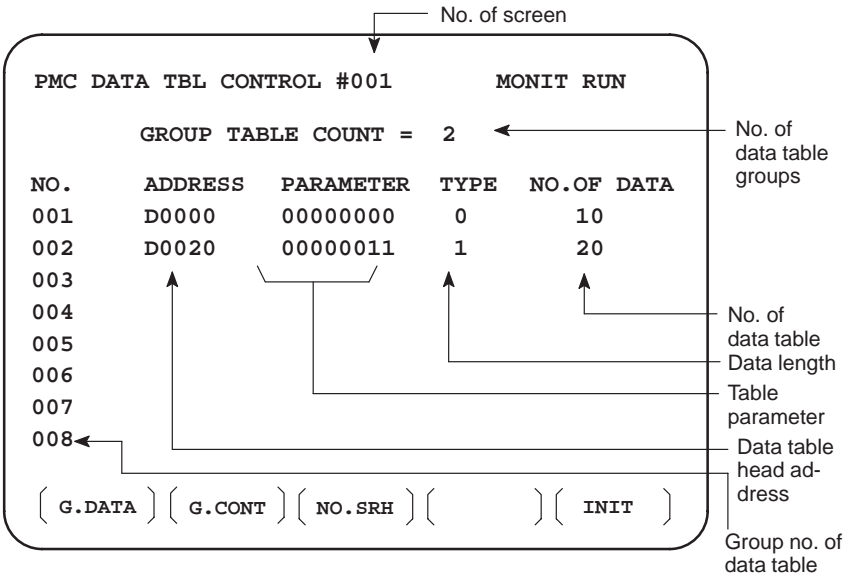 No. of screen
PMC DATA TBL CONTROL #001 MONIT RUN
GROUP TABLE COUNT = 2
No. of
data table
groups
NO. ADDRESS PARAMETER TYPE NO.OF DATA
001 D0000 00000000 0 10
002 D0020 00000011 1 20
003
004
005
006
007
008
No. of
data table
Data length
Table
parameter
Data table
head ad-
dress
[ G.DATA ] [ G.CONT ] [ NO.SRH ] [ ] [ INIT ]
Group no. of
data table